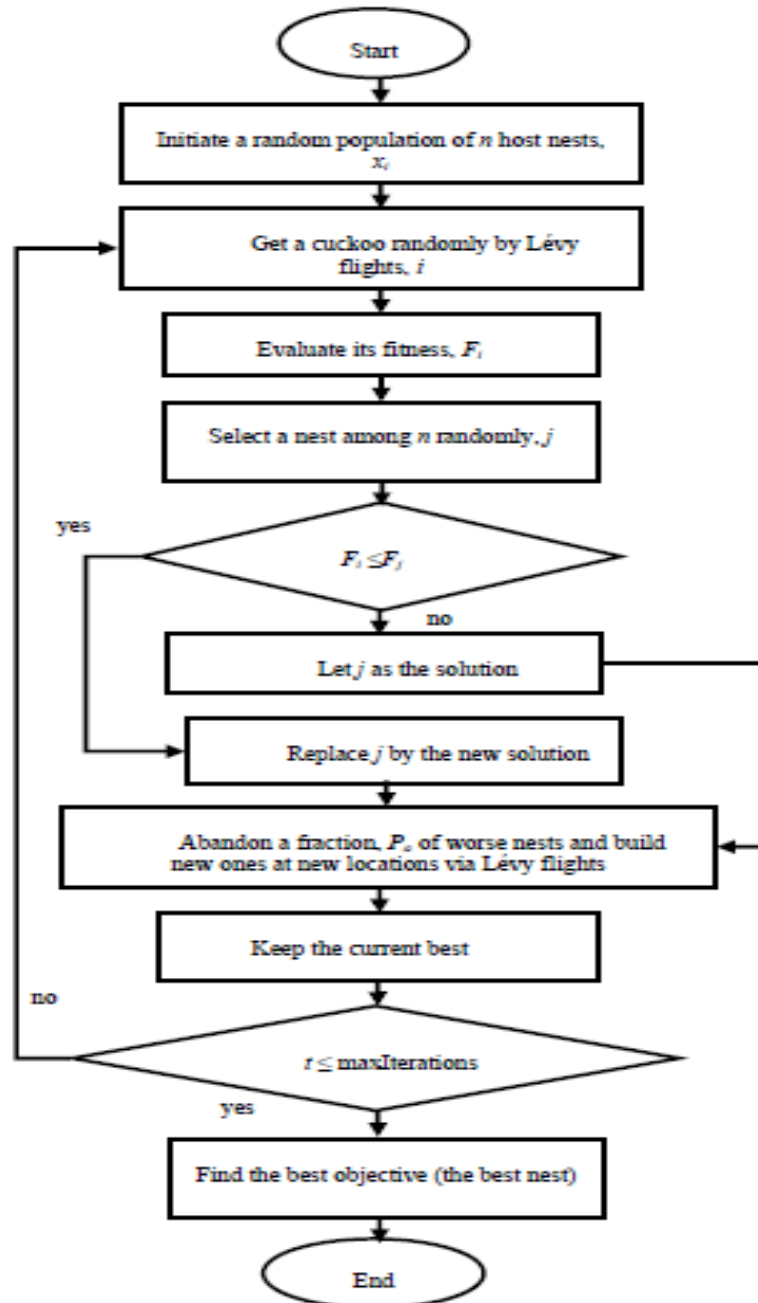 Start
Initiate a random population of n host nests,
xᵢ
Get a cuckoo randomly by Lévy
flights, i
Evaluate its fitness, Fᵢ
Select a nest among n randomly, j
yes
Fᵢ ≤Fⱼ
no
Let j as the solution
Replace j by the new solution
Abandon a fraction, Pₐ of worse nests and build
new ones at new locations via Lévy flights
Keep the current best
no
t ≤ maxIterations
yes
Find the best objective (the best nest)
End